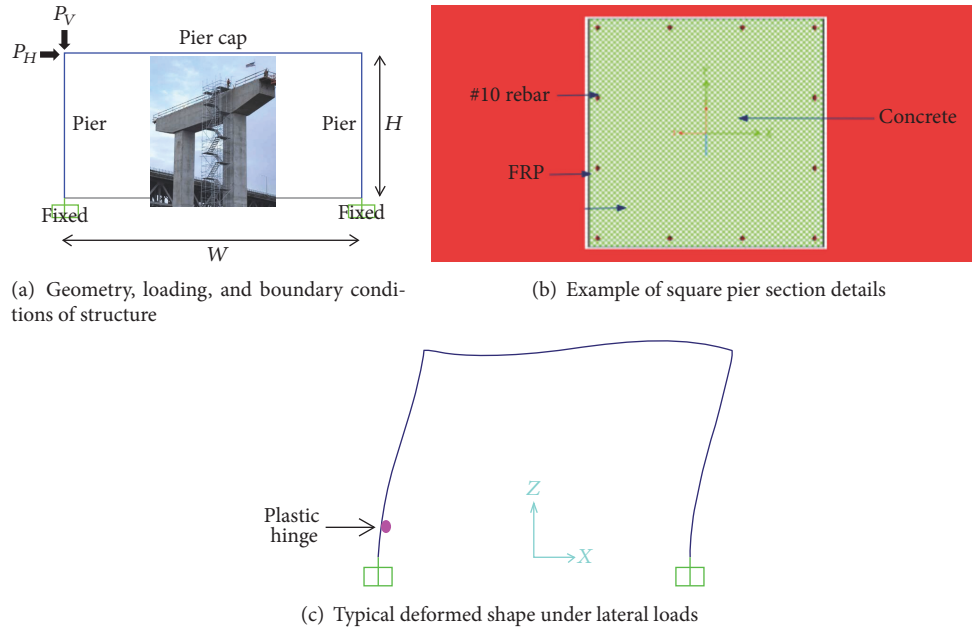 P_V
P_H
Pier cap
Pier
Pier
H
Fixed
Fixed
W
(a) Geometry, loading, and boundary condi-
tions of structure
#10 rebar
Concrete
FRP
Y
X
(b) Example of square pier section details
Plastic
hinge
Z
X
(c) Typical deformed shape under lateral loads